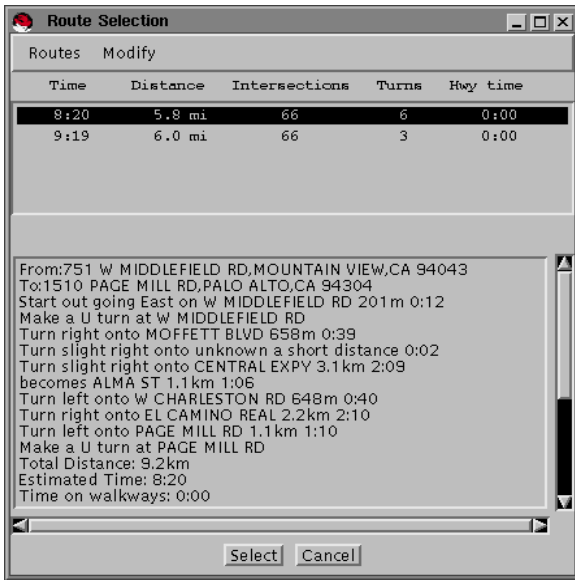 Route Selection
Routes Modify
Time Distance Intersections Turns Hwy time
8:20 5.8 mi 66 6 0:00
9:19 6.0 mi 66 3 0:00
From:751 W MIDDLEFIELD RD,MOUNTAIN VIEW,CA 94043
To:1510 PAGE MILL RD,PALO ALTO,CA 94304
Start out going East on W MIDDLEFIELD RD 201m 0:12
Make a U turn at W MIDDLEFIELD RD
Turn right onto MOFFETT BLVD 658m 0:39
Turn slight right onto unknown a short distance 0:02
Turn slight right onto CENTRAL EXPY 3.1km 2:09
becomes ALMA ST 1.1km 1:06
Turn left onto W CHARLESTON RD 648m 0:40
Turn right onto EL CAMINO REAL 2.2km 2:10
Turn left onto PAGE MILL RD 1.1km 1:10
Make a U turn at PAGE MILL RD
Total Distance: 9.2km
Estimated Time: 8:20
Time on walkways: 0:00
Select Cancel